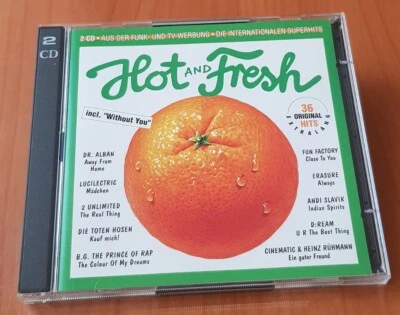 2
CD
2 CD • AUS DER FUNK- UND TV-WERBUNG • DIE INTERNATIONALEN SUPERHITS
Hot AND Fresh
incl. "Without You"
36
ORIGINAL
HITS
EXTRALANG
DR. ALBAN
Away From
Home
LUCILECTRIC
Mädchen
2 UNLIMITED
The Real Thing
DIE TOTEN HOSEN
Kauf mich!
B.G. THE PRINCE OF RAP
The Colour Of My Dreams
FUN FACTORY
Close To You
ERASURE
Always
ANDI SLAVIK
Indian Spirits
D:REAM
U R The Best Thing
CINEMATIC & HEINZ RÜHMANN
Ein guter Freund